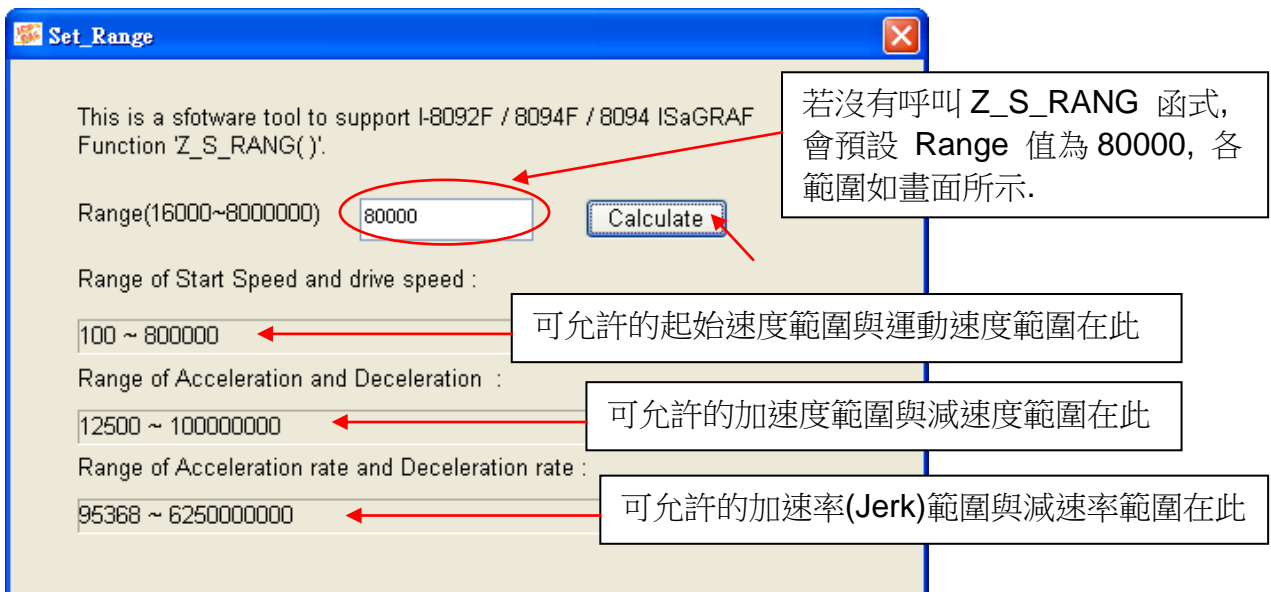 Set_Range
This is a sfotware tool to support I-8092F / 8094F / 8094 ISaGRAF
Function 'Z_S_RANG( )'.
若沒有呼叫 Z_S_RANG 函式,
會預設 Range 值為 80000, 各
範圍如畫面所示.
Range(16000~8000000) 80000 Calculate
Range of Start Speed and drive speed :
100 ~ 800000
可允許的起始速度範圍與運動速度範圍在此
Range of Acceleration and Deceleration :
12500 ~ 100000000
可允許的加速度範圍與減速度範圍在此
Range of Acceleration rate and Deceleration rate :
95368 ~ 6250000000
可允許的加速率(Jerk)範圍與減速率範圍在此